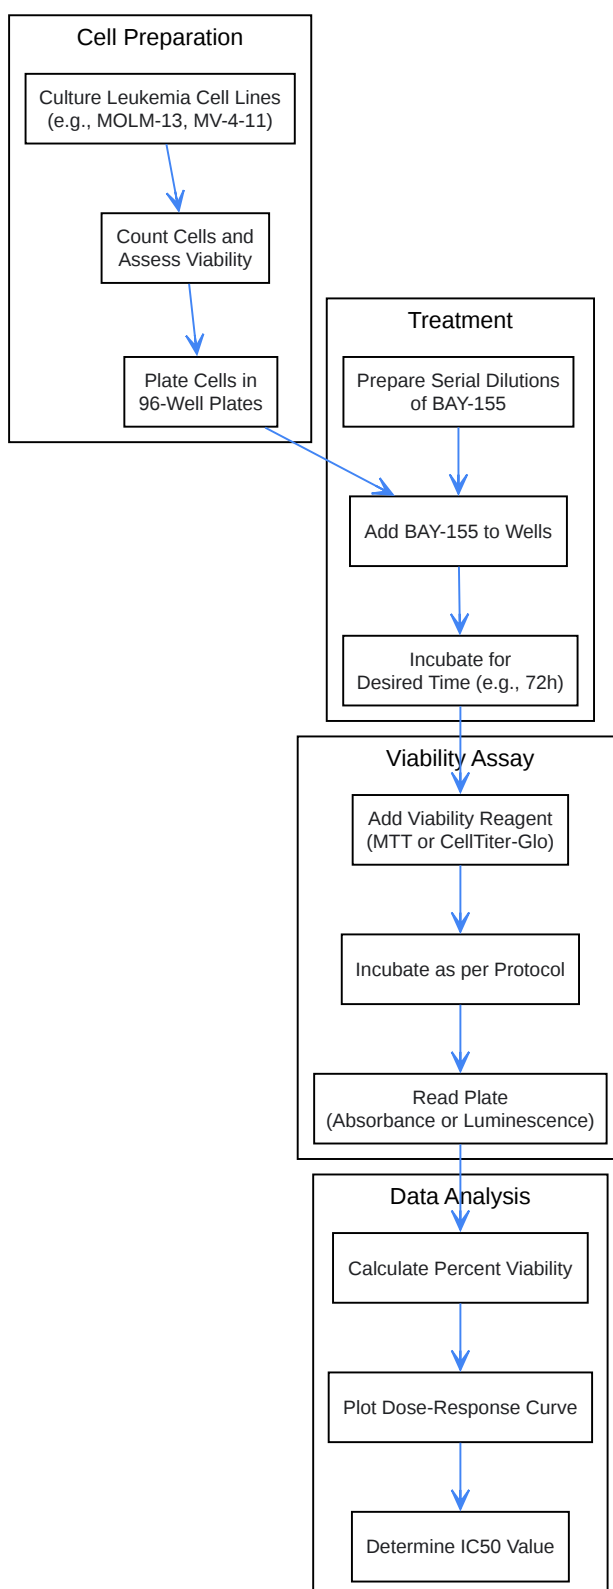 Cell Preparation
Culture Leukemia Cell Lines
(e.g., MOLM-13, MV-4-11)
Count Cells and
Assess Viability
Plate Cells in
96-Well Plates
Treatment
Prepare Serial Dilutions
of BAY-155
Add BAY-155 to Wells
Incubate for
Desired Time (e.g., 72h)
Viability Assay
Add Viability Reagent
(MTT or CellTiter-Glo)
Incubate as per Protocol
Read Plate
(Absorbance or Luminescence)
Data Analysis
Calculate Percent Viability
Plot Dose-Response Curve
Determine IC50 Value